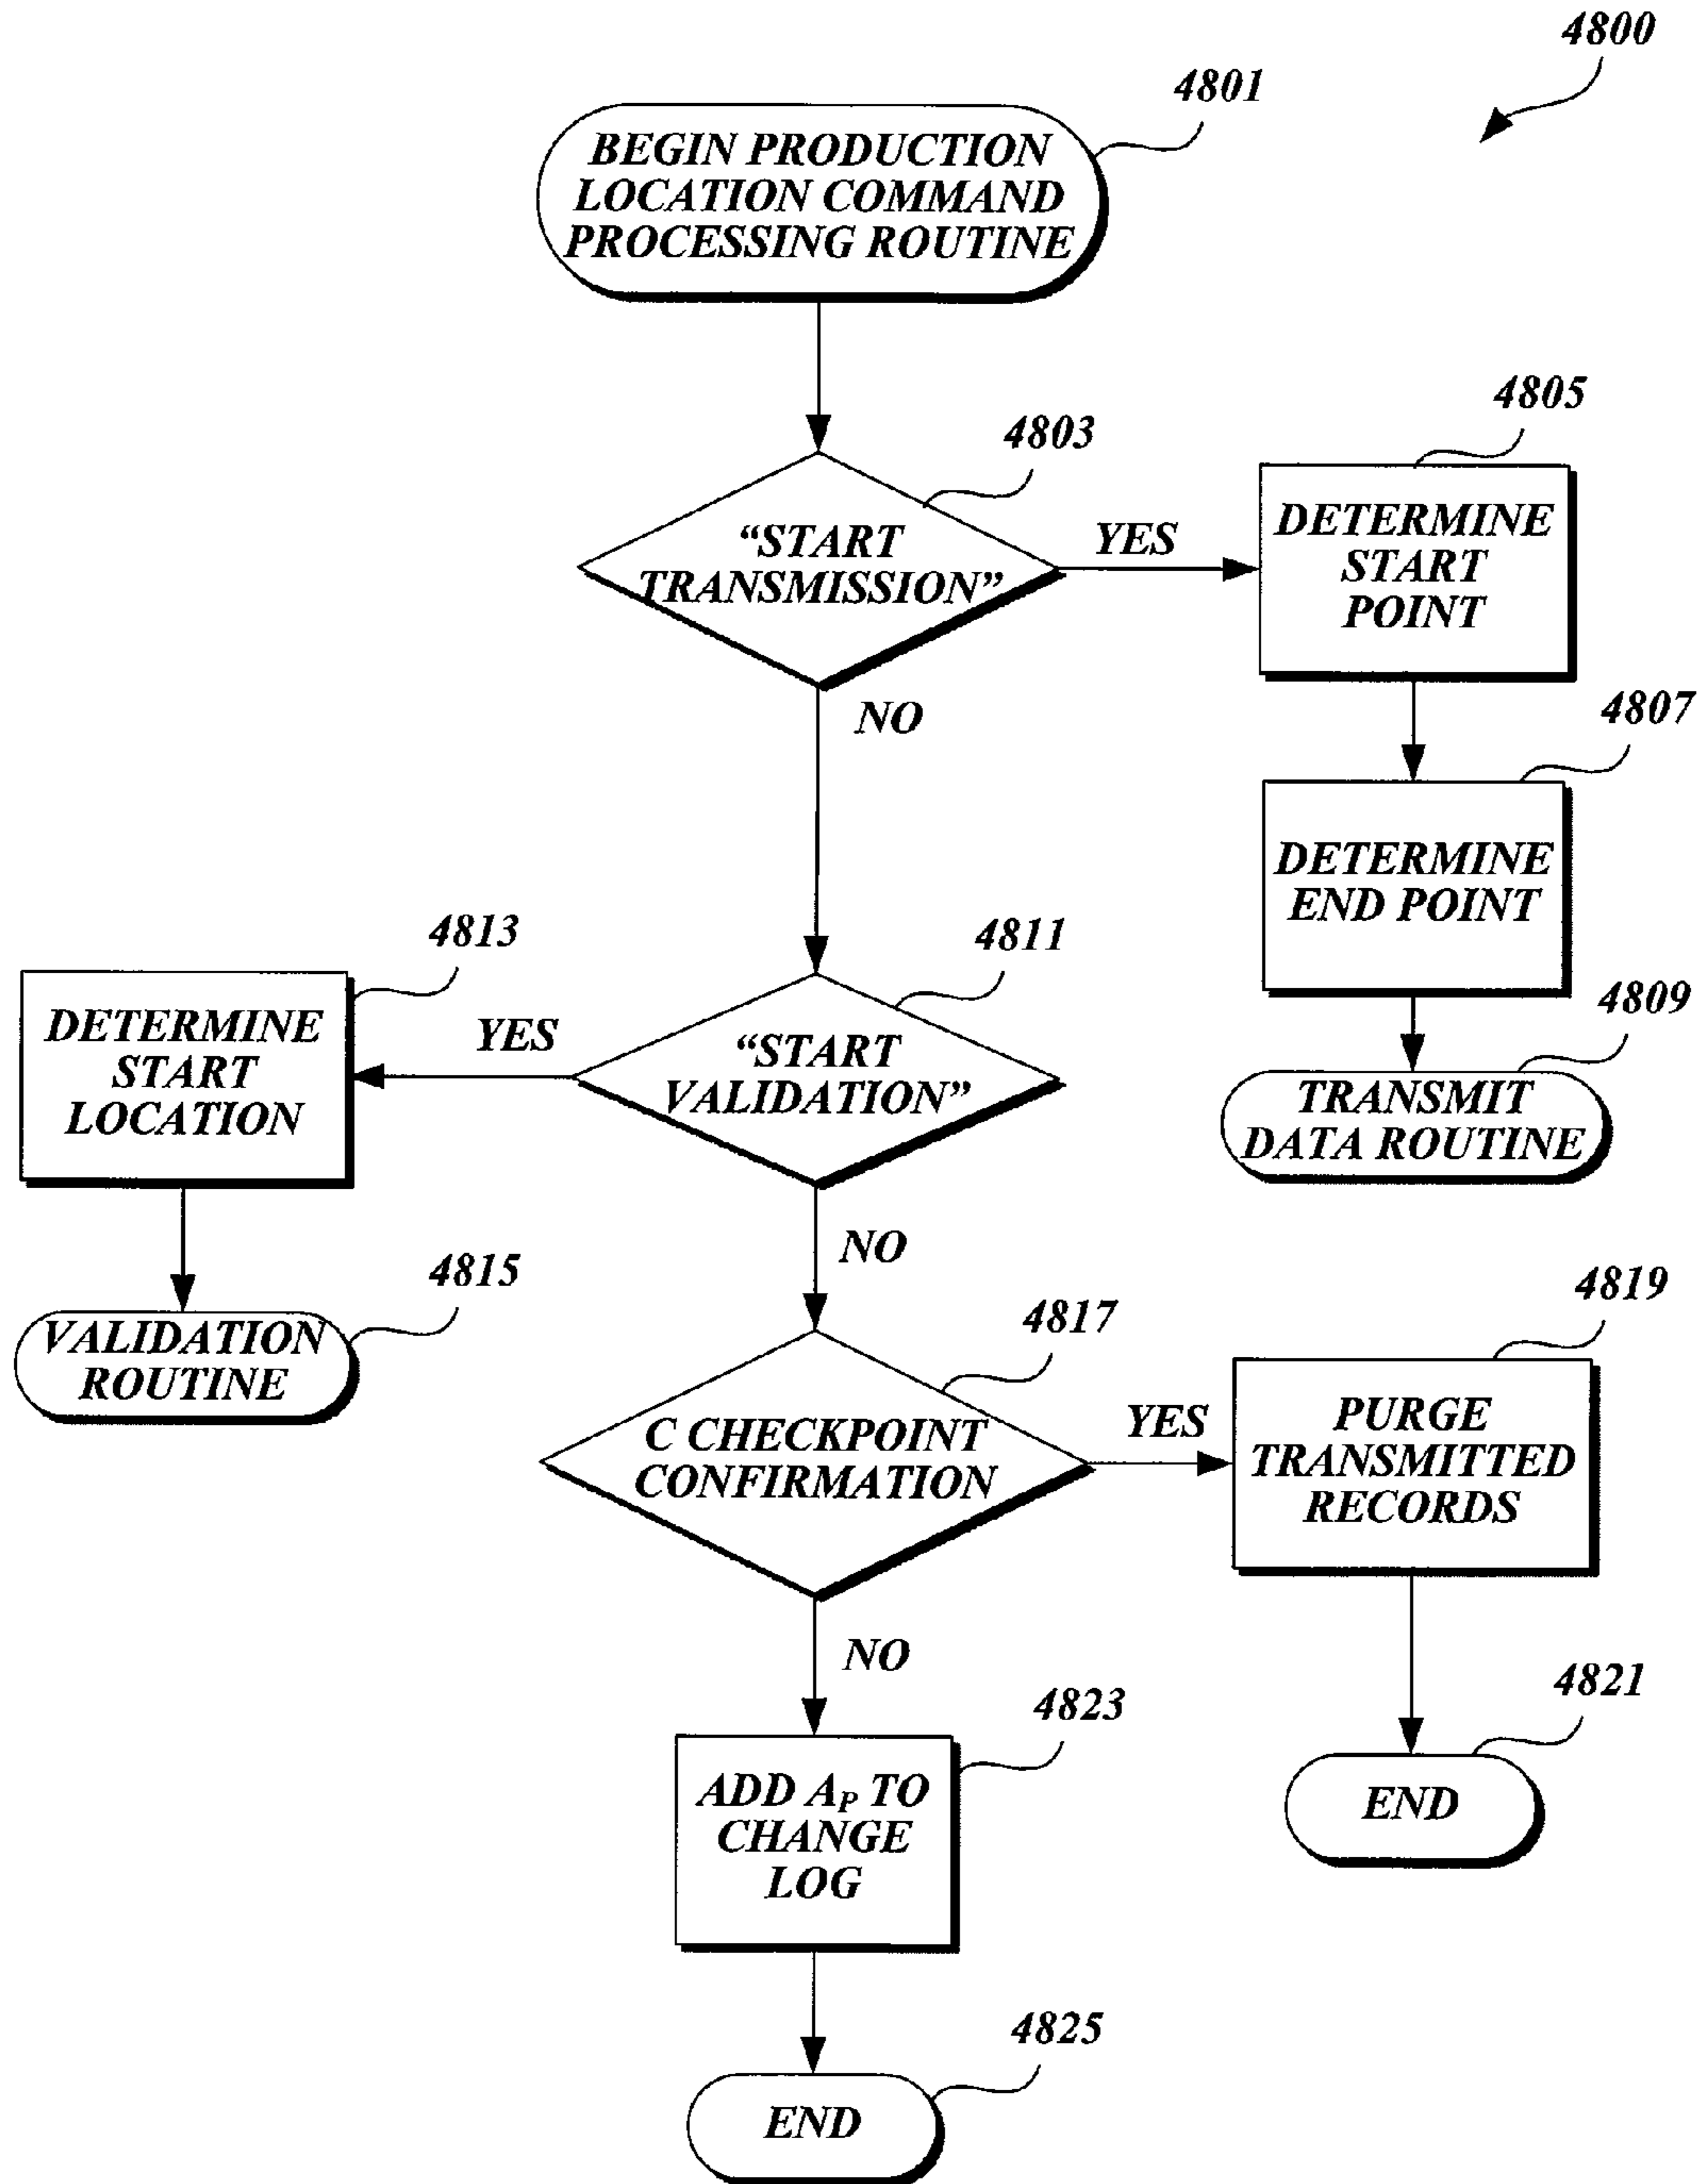 4800
4801
BEGIN PRODUCTION
LOCATION COMMAND
PROCESSING ROUTINE
4803
“START
TRANSMISSION”
YES
NO
4805
DETERMINE
START
POINT
4807
DETERMINE
END POINT
4809
TRANSMIT
DATA ROUTINE
4811
“START
VALIDATION”
YES
NO
4813
DETERMINE
START
LOCATION
4815
VALIDATION
ROUTINE
4817
C CHECKPOINT
CONFIRMATION
YES
NO
4819
PURGE
TRANSMITTED
RECORDS
4821
END
4823
ADD AP TO
CHANGE
LOG
4825
END